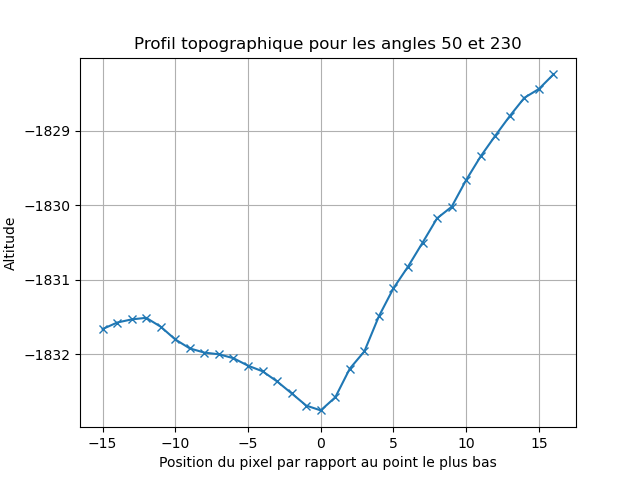 Profil topographique pour les angles 50 et 230
−1829
−1830
−1831
−1832
Altitude
−15 −10 −5 0 5 10 15
Position du pixel par rapport au point le plus bas